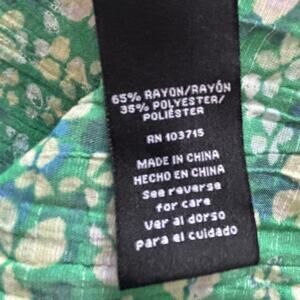 65% RAYON/RAYÓN
35% POLYESTER/
POLIÉSTER
RN 103715
MADE IN CHINA
HECHO EN CHINA
See reverse
for care
Ver al dorso
para el cuidado